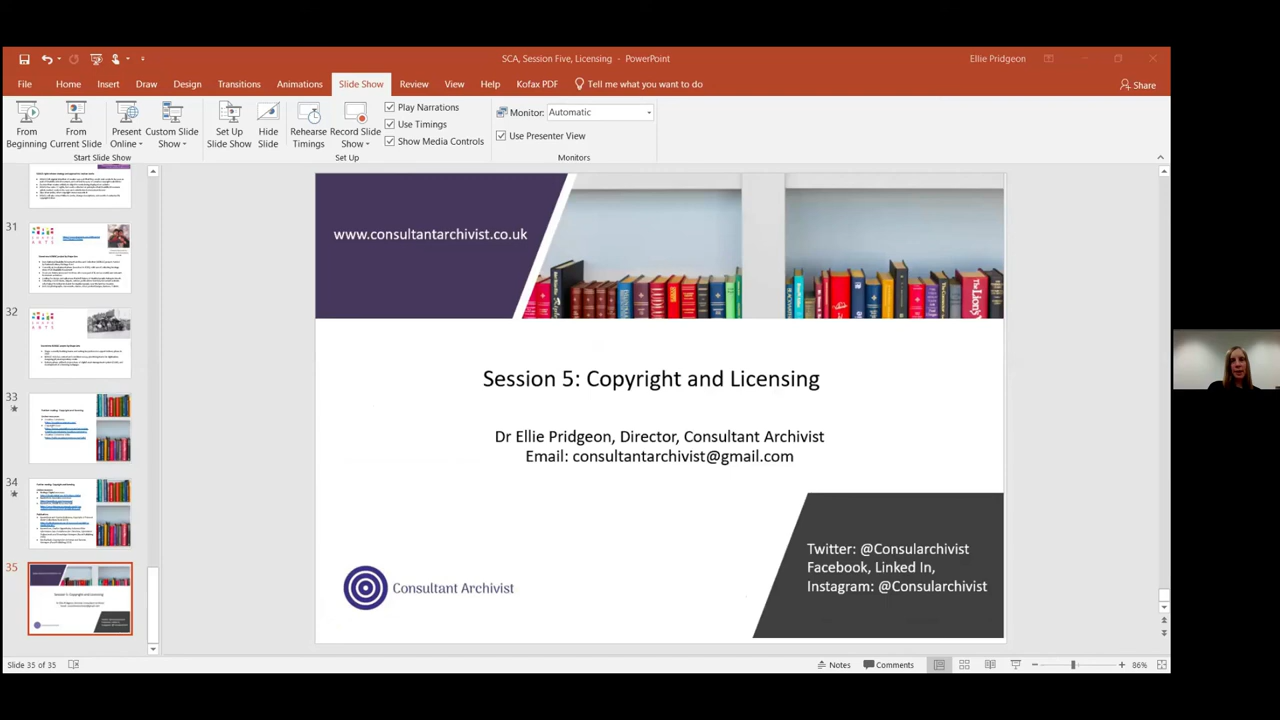 SCA, Session Five, Licensing - PowerPoint
Ellie Pridgeon
File Home Insert Draw Design Transitions Animations Slide Show Review View Help Kofax PDF Tell me what you want to do
Share
From Beginning
From Current Slide
Present Online
Custom Slide Show
Start Slide Show
Set Up Slide Show
Hide Slide
Rehearse Timings
Record Slide Show
Play Narrations
Use Timings
Show Media Controls
Set Up
Monitor: Automatic
Use Presenter View
Monitors
31
32
33
34
35
www.consultantarchivist.co.uk
Session 5: Copyright and Licensing
Dr Ellie Pridgeon, Director, Consultant Archivist
Email: consultantarchivist@gmail.com
Consultant Archivist
Twitter: @Consularchivist
Facebook, Linked In,
Instagram: @Consularchivist
Slide 35 of 35
Notes Comments 86%